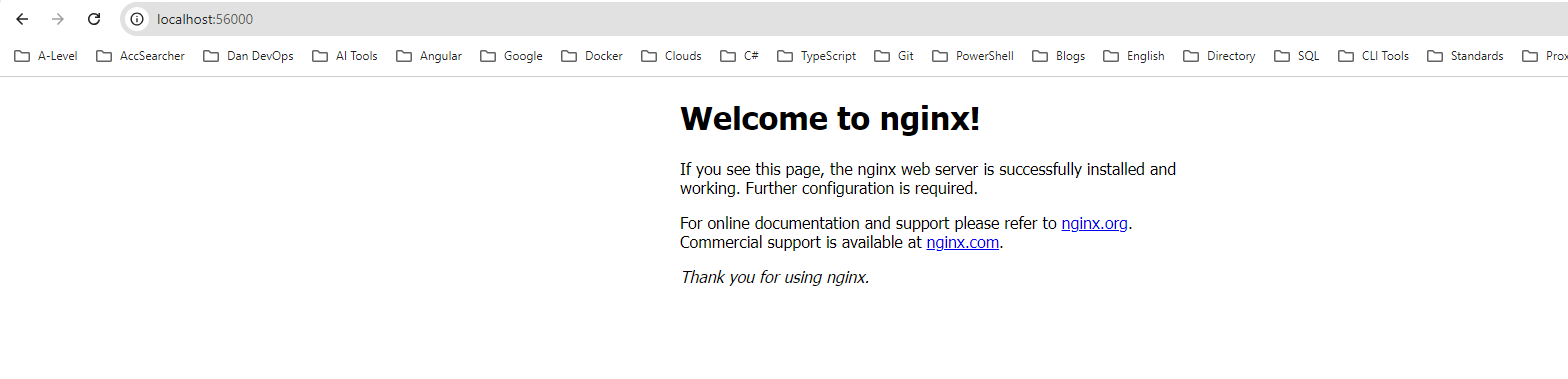 localhost:56000
A-Level AccSearcher Dan DevOps AI Tools Angular Google Docker Clouds C# TypeScript Git PowerShell Blogs English Directory SQL CLI Tools Standards Prox
Welcome to nginx!
If you see this page, the nginx web server is successfully installed and
working. Further configuration is required.
For online documentation and support please refer to nginx.org.
Commercial support is available at nginx.com.
Thank you for using nginx.